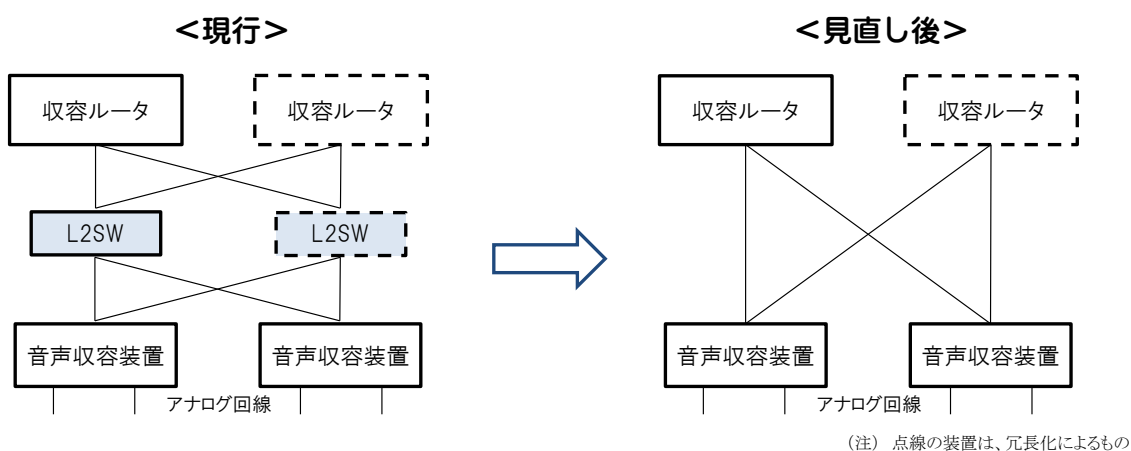 <現行>
<見直し後>
収容ルータ
収容ルータ
収容ルータ
収容ルータ
L2SW
L2SW
音声収容装置
音声収容装置
音声収容装置
音声収容装置
アナログ回線
アナログ回線
（注） 点線の装置は、冗長化によるもの